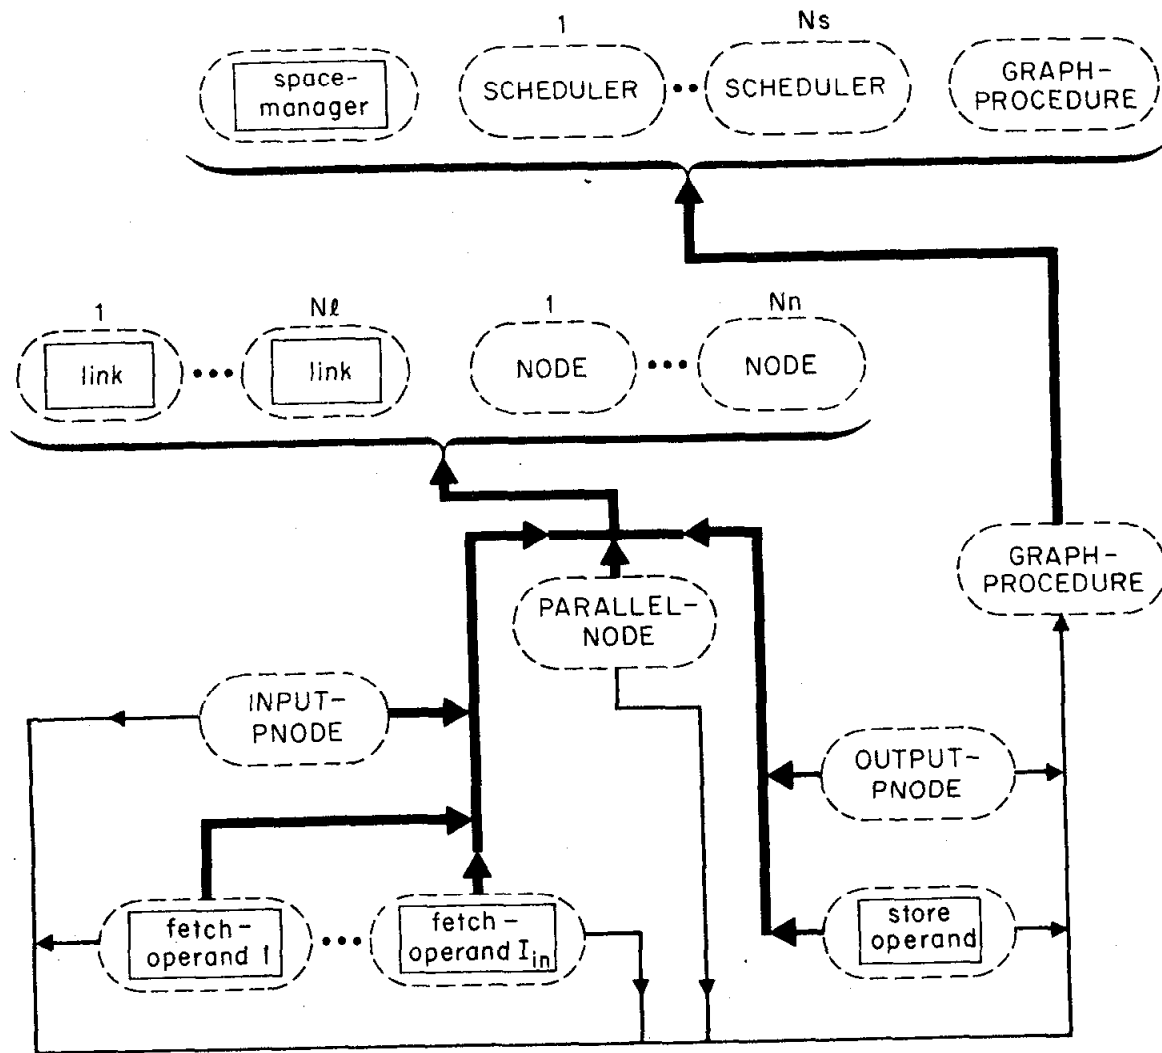 1
Ns
space-
manager
SCHEDULER
SCHEDULER
GRAPH-
PROCEDURE
1
Nℓ
1
Nn
link
link
NODE
NODE
GRAPH-
PROCEDURE
PARALLEL-
NODE
INPUT-
PNODE
OUTPUT-
PNODE
fetch-
operand 1
fetch-
operand Iin
store
operand